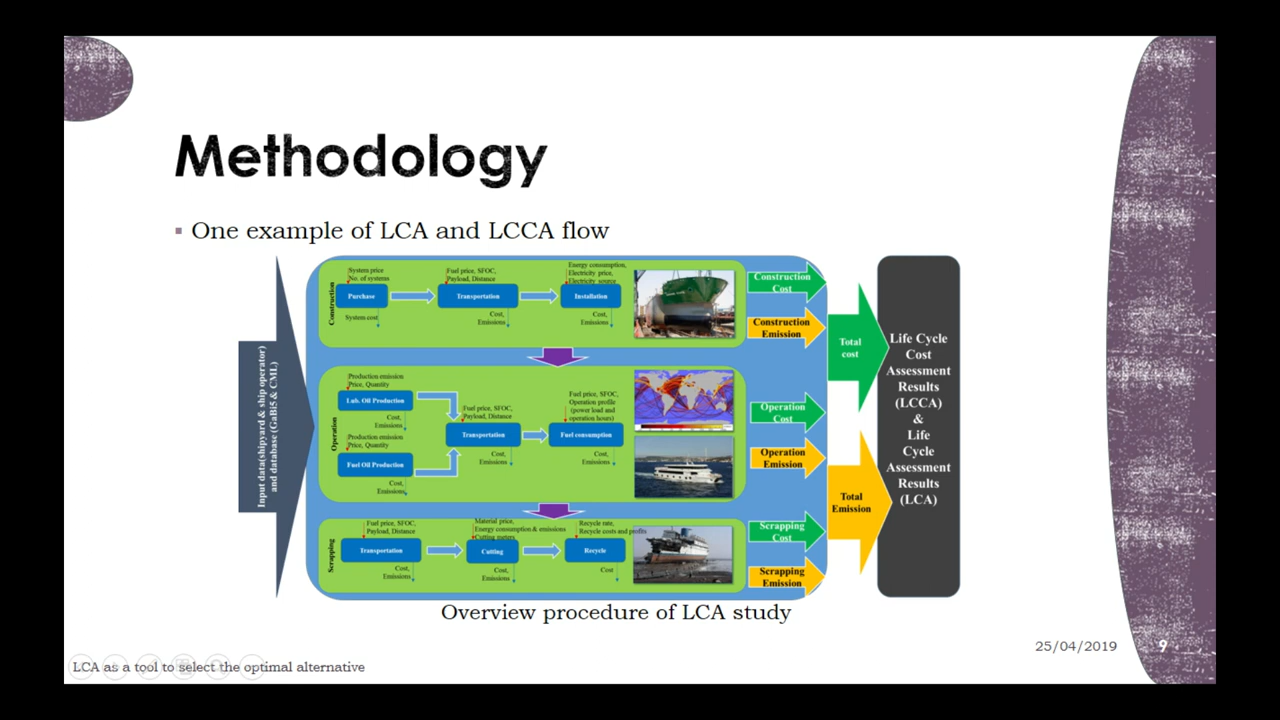 Methodology
▪ One example of LCA and LCCA flow
Input data(shipyard & ship operator)
and database (GaBi5 & CML)
Construction
System price
No. of systems
Purchase
System cost
Fuel price, SFOC,
Payload, Distance
Transportation
Cost,
Emissions
Energy consumption,
Electricity price,
Electricity source
Installation
Cost,
Emissions
Construction
Cost
Construction
Emission
Operation
Production emission
Price, Quantity
Lub. Oil Production
Cost,
Emissions
Production emission
Price, Quantity
Fuel Oil Production
Cost,
Emissions
Fuel price, SFOC,
Payload, Distance
Transportation
Cost,
Emissions
Fuel price, SFOC,
Operation profile
(power load and
operation hours)
Fuel consumption
Cost,
Emissions
Operation
Cost
Operation
Emission
Scrapping
Fuel price, SFOC,
Payload, Distance
Transportation
Cost,
Emissions
Material price,
Energy consumption & emissions
Cutting
Cost,
Emissions
Recycle rate,
Recycle costs and profits
Recycle
Cost
Scrapping
Cost
Scrapping
Emission
Total
cost
Total
Emission
Life Cycle
Cost
Assessment
Results
(LCCA)
&
Life
Cycle
Assessment
Results
(LCA)
Overview procedure of LCA study
25/04/2019
9
LCA as a tool to select the optimal alternative